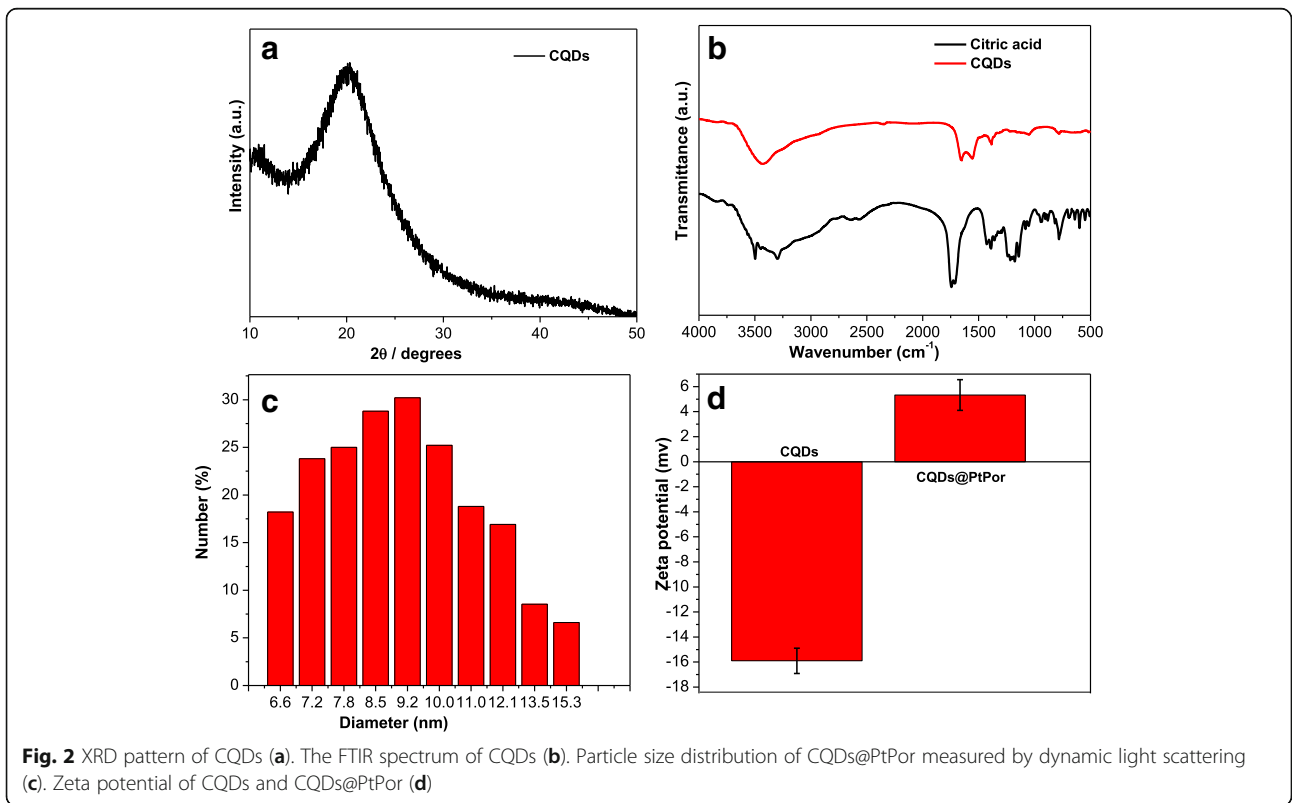 a
CQDs
Intensity (a.u.)
10 20 30 40 50
2θ / degrees
b
Citric acid
CQDs
Transmittance (a.u.)
4000 3500 3000 2500 2000 1500 1000 500
Wavenumber (cm⁻¹)
c
30
25
20
15
10
5
0
Number (%)
6.6 7.2 7.8 8.5 9.2 10.0 11.0 12.1 13.5 15.3
Diameter (nm)
d
6
4
2
0
-2
-4
-6
-8
-10
-12
-14
-16
-18
Zeta potential (mv)
CQDs
CQDs@PtPor
Fig. 2 XRD pattern of CQDs (a). The FTIR spectrum of CQDs (b). Particle size distribution of CQDs@PtPor measured by dynamic light scattering
(c). Zeta potential of CQDs and CQDs@PtPor (d)